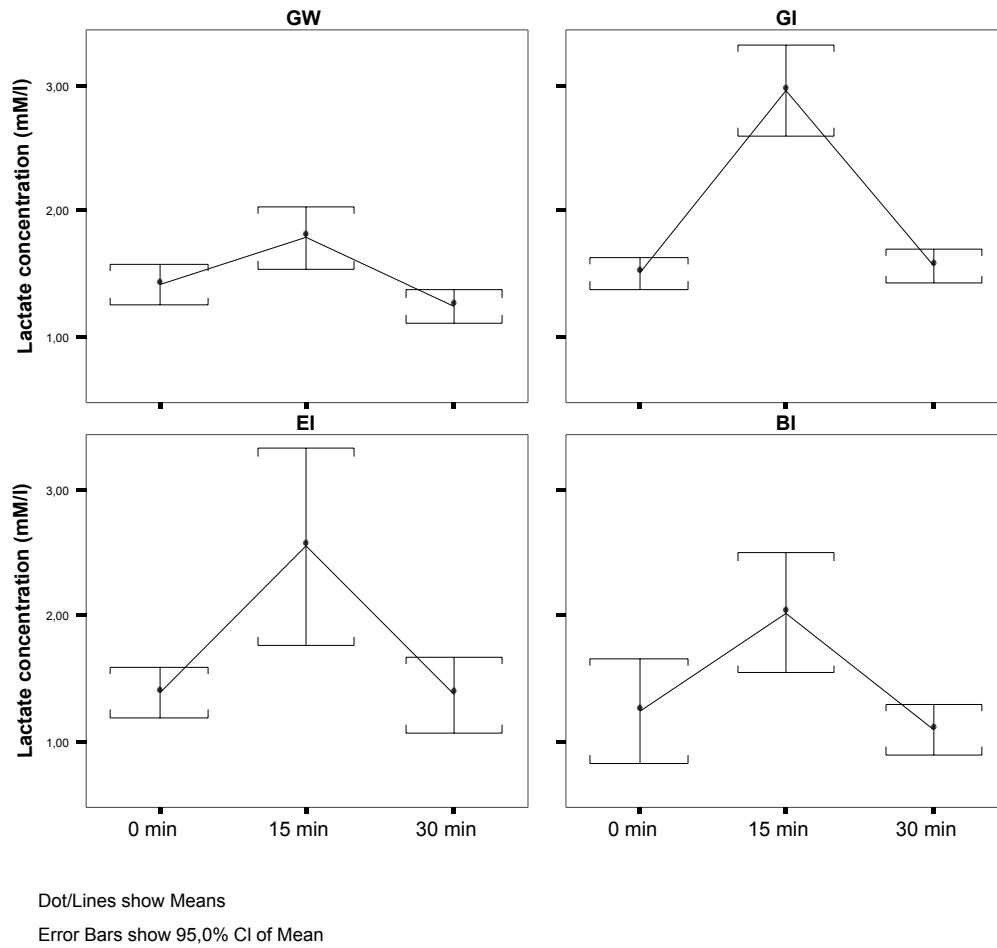 GW
GI
Lactate concentration (mM/l)
3,00
2,00
1,00
EI
BI
Lactate concentration (mM/l)
3,00
2,00
1,00
0 min
15 min
30 min
0 min
15 min
30 min
Dot/Lines show Means
Error Bars show 95,0% CI of Mean